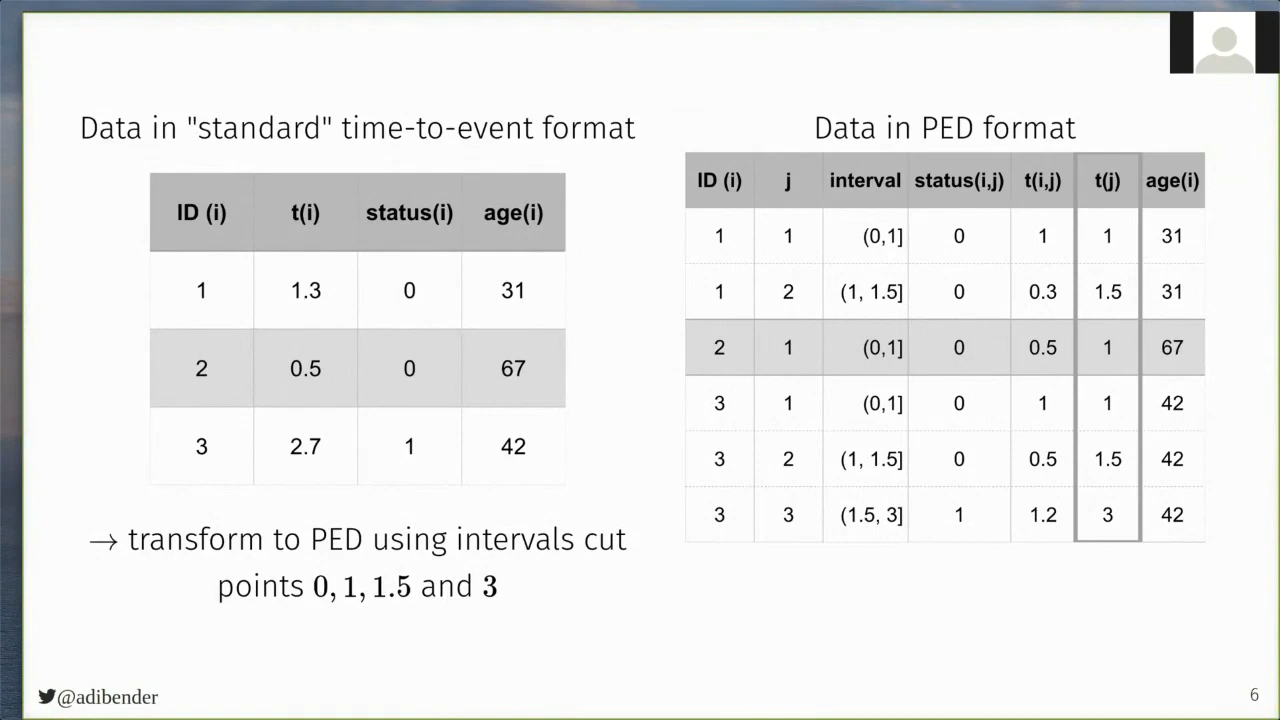 Data in "standard" time-to-event format
ID (i) t(i) status(i) age(i)
1 1.3 0 31
2 0.5 0 67
3 2.7 1 42
→ transform to PED using intervals cut
points 0, 1, 1.5 and 3
Data in PED format
ID (i) j interval status(i,j) t(i,j) t(j) age(i)
1 1 (0,1] 0 1 1 31
1 2 (1, 1.5] 0 0.3 1.5 31
2 1 (0,1] 0 0.5 1 67
3 1 (0,1] 0 1 1 42
3 2 (1, 1.5] 0 0.5 1.5 42
3 3 (1.5, 3] 1 1.2 3 42
@adibender
6